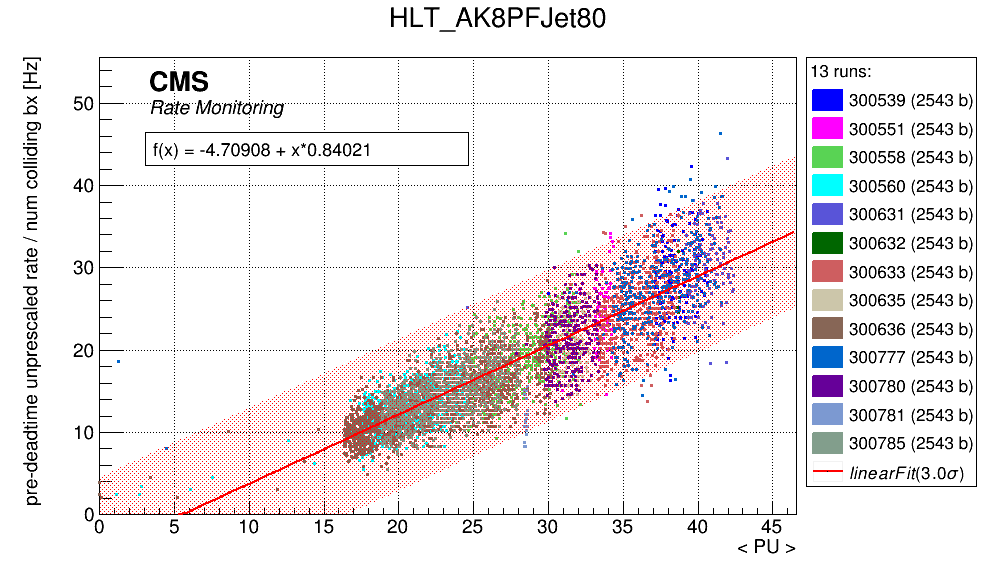 HLT_AK8PFJet80
pre-deadtime unprescaled rate / num colliding bx [Hz]
CMS
Rate Monitoring
f(x) = -4.70908 + x*0.84021
50
40
30
20
10
0
0 5 10 15 20 25 30 35 40 45
< PU >
13 runs:
300539 (2543 b)
300551 (2543 b)
300558 (2543 b)
300560 (2543 b)
300631 (2543 b)
300632 (2543 b)
300633 (2543 b)
300635 (2543 b)
300636 (2543 b)
300777 (2543 b)
300780 (2543 b)
300781 (2543 b)
300785 (2543 b)
linearFit(3.0σ)